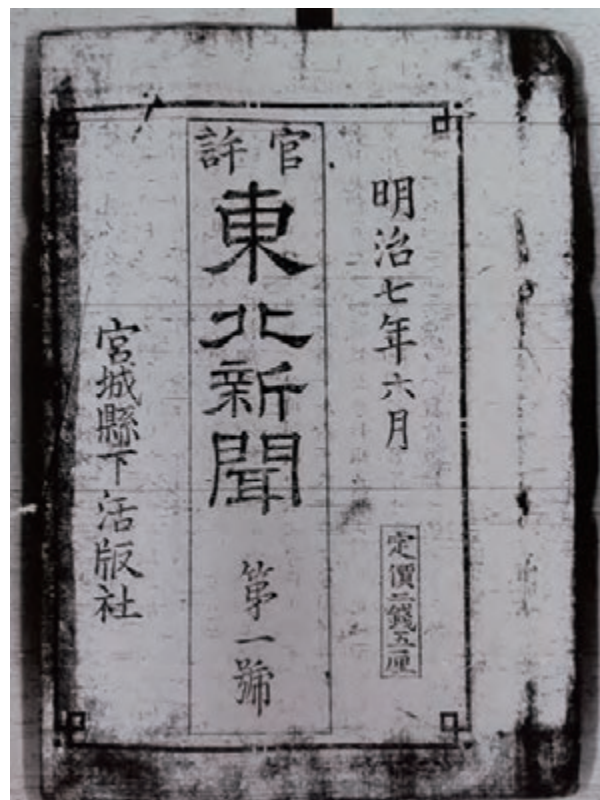 明治七年六月
定價二錢五厘
官許
東北新聞
第一號
宮城縣下活版社